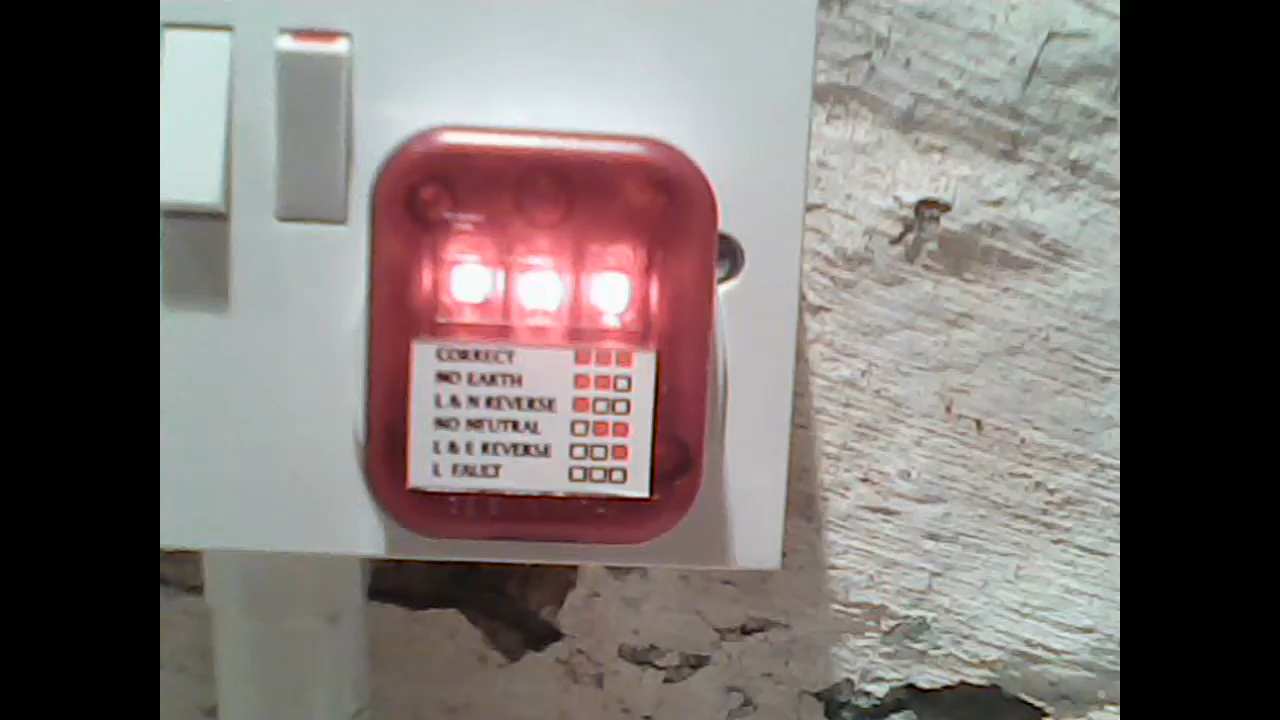 CORRECT
NO EARTH
L & N REVERSE
NO NEUTRAL
L & E REVERSE
L FAULT